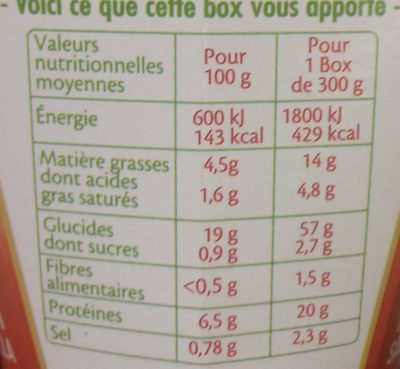 - Voici ce que cette box vous apporte -
Valeurs nutritionnelles moyennes Pour 100 g Pour 1 Box de 300 g
Énergie 600 kJ 1800 kJ
143 kcal 429 kcal
Matière grasses 4,5g 14 g
dont acides gras saturés 1,6 g 4,8 g
Glucides 19 g 57 g
dont sucres 0,9 g 2,7 g
Fibres alimentaires <0,5 g 1,5 g
Protéines 6,5 g 20 g
Sel 0,78 g 2,3 g